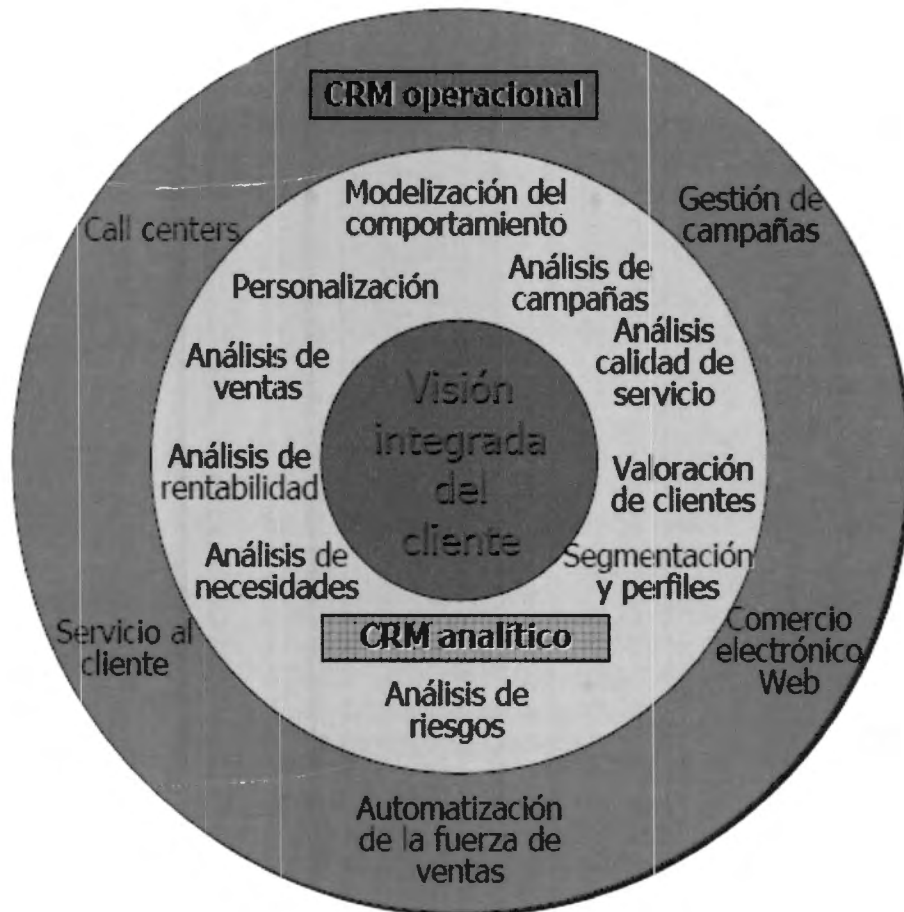 CRM operacional
Call centers
Gestión de
campañas
Modelización del
comportamiento
Personalización
Análisis de
campañas
Análisis de
ventas
Análisis
calidad de
servicio
Visión
integrada
del
cliente
Análisis de
rentabilidad
Valoración
de clientes
Análisis de
necesidades
Segmentación
y perfiles
CRM analítico
Análisis de
riesgos
Servicio al
cliente
Comercio
electrónico
Web
Automatización
de la fuerza de
ventas